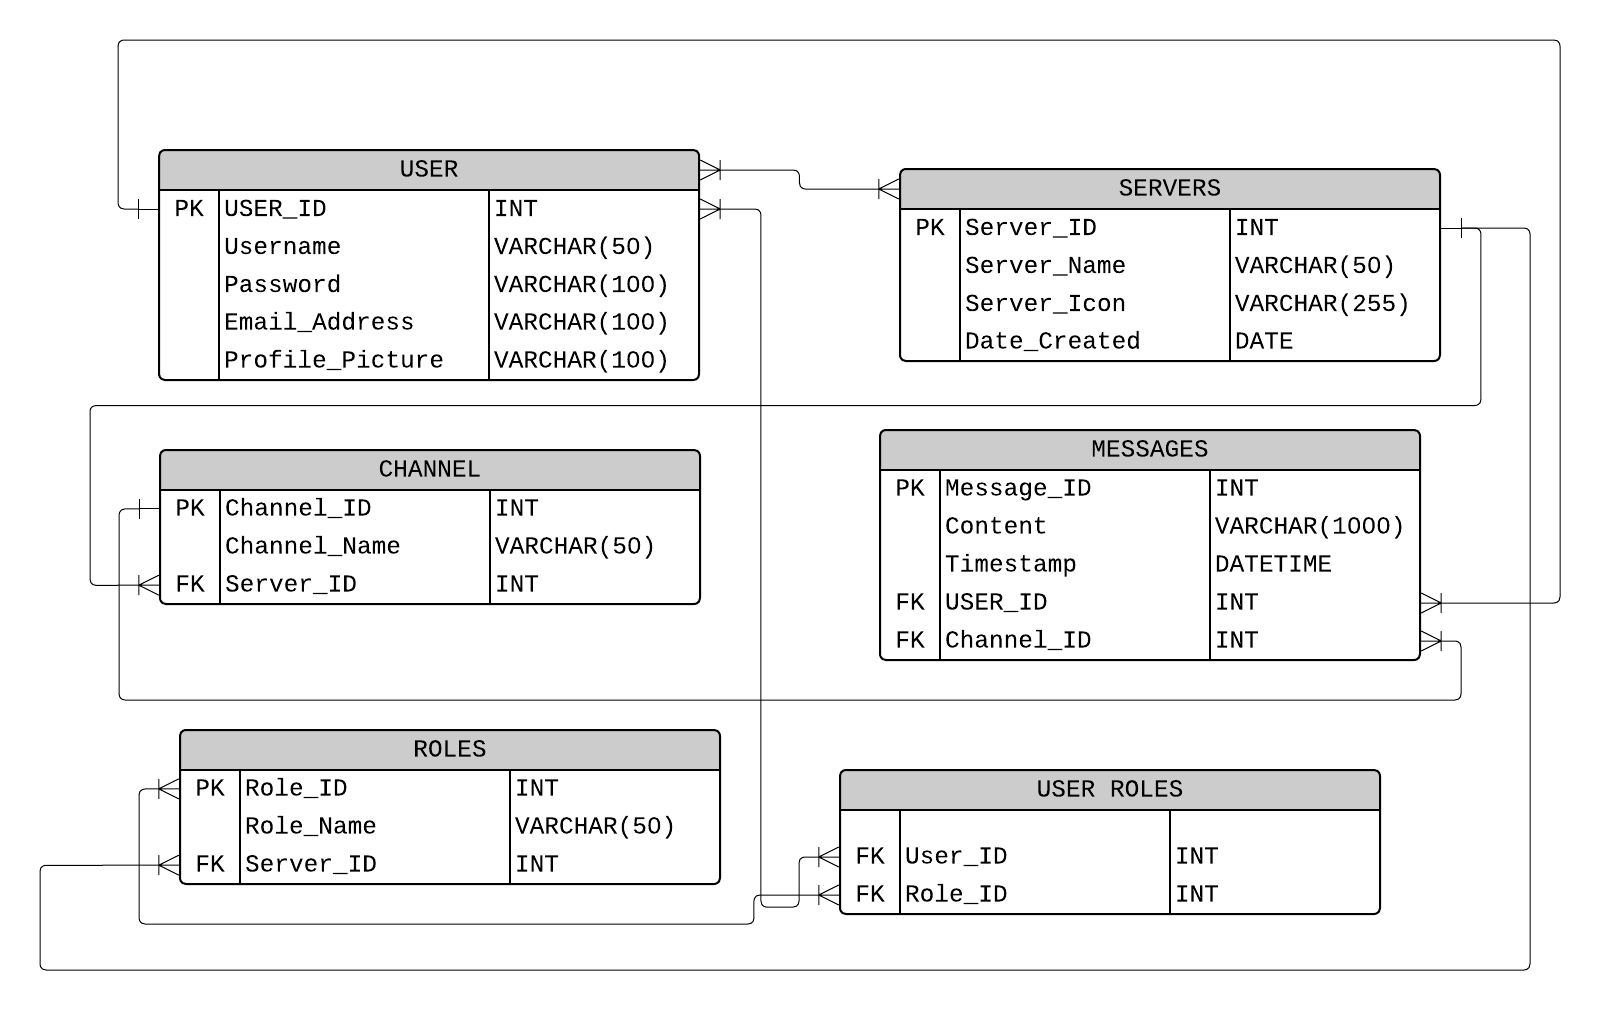 USER
PK USER_ID INT
Username VARCHAR(50)
Password VARCHAR(100)
Email_Address VARCHAR(100)
Profile_Picture VARCHAR(100)
SERVERS
PK Server_ID INT
Server_Name VARCHAR(50)
Server_Icon VARCHAR(255)
Date_Created DATE
CHANNEL
PK Channel_ID INT
Channel_Name VARCHAR(50)
FK Server_ID INT
MESSAGES
PK Message_ID INT
Content VARCHAR(1000)
Timestamp DATETIME
FK USER_ID INT
FK Channel_ID INT
ROLES
PK Role_ID INT
Role_Name VARCHAR(50)
FK Server_ID INT
USER ROLES
FK User_ID INT
FK Role_ID INT